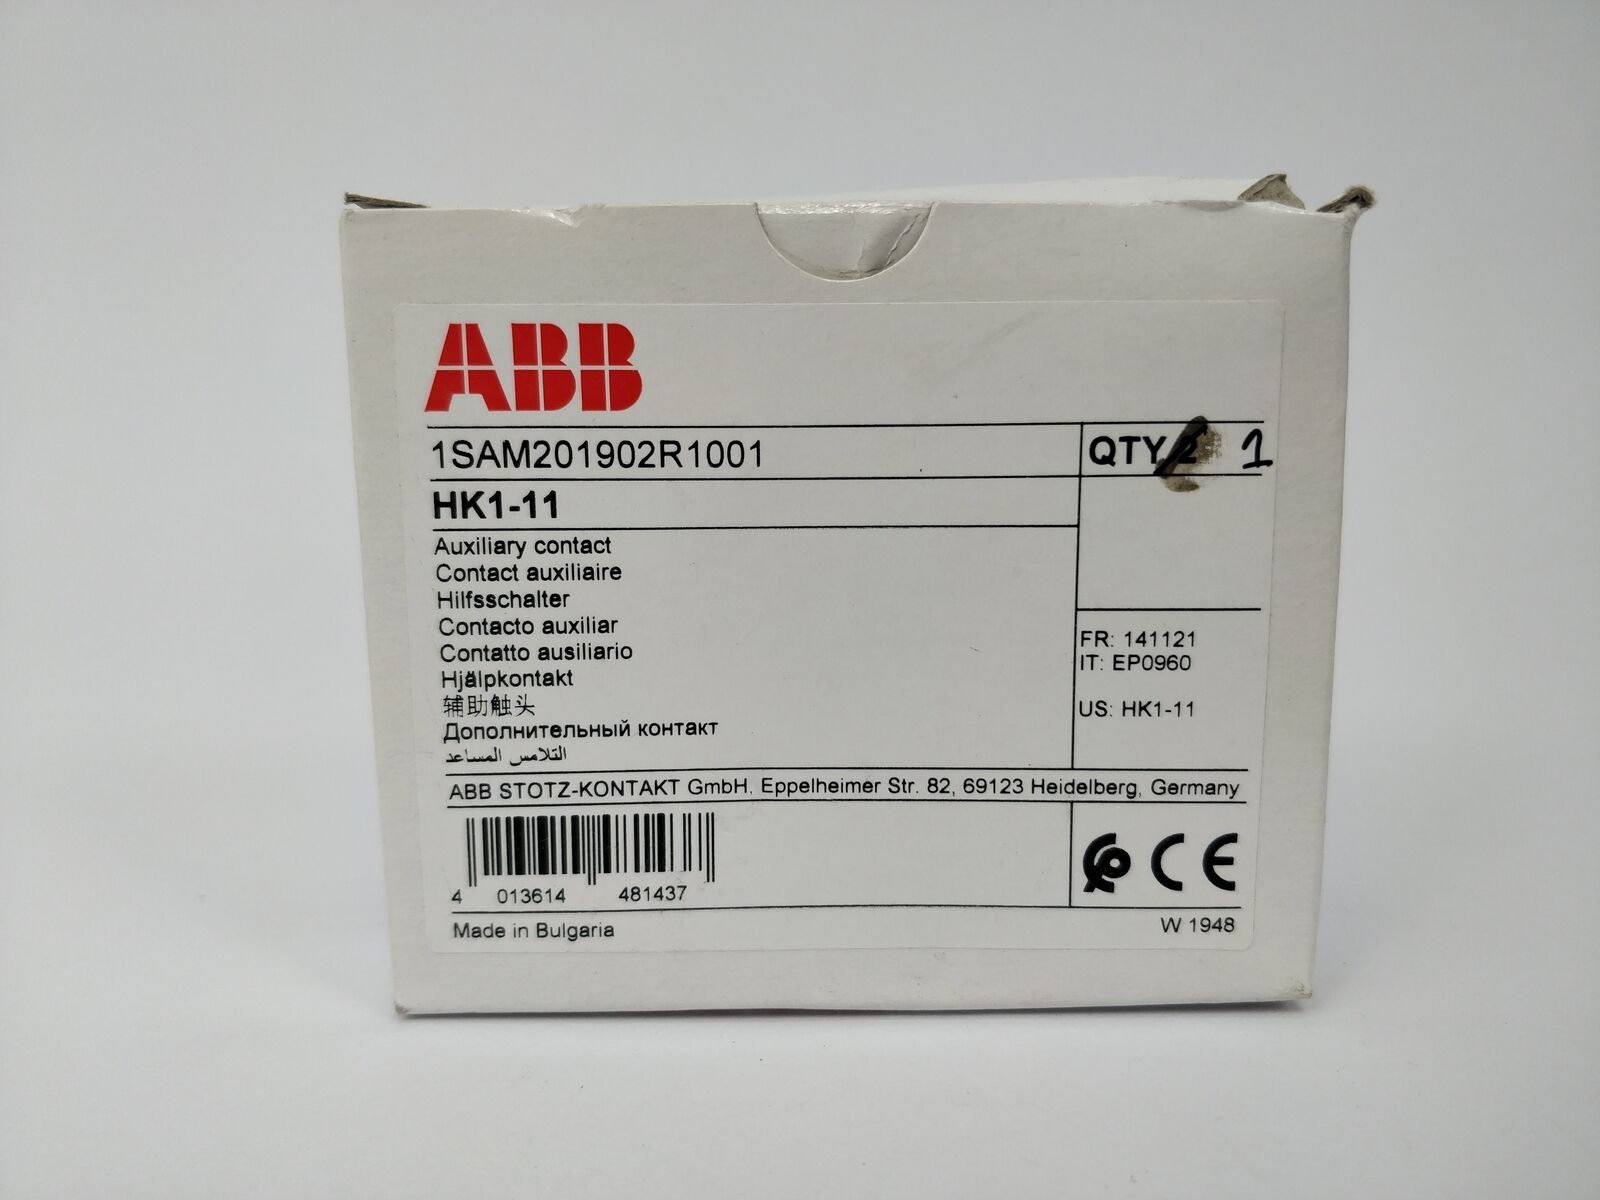 ABB
1SAM201902R1001
QTY 2 1
HK1-11
Auxiliary contact
Contact auxiliaire
Hilfsschalter
Contacto auxiliar
Contatto ausiliario
Hjälpkontakt
辅助触头
Дополнительный контакт
التلامس المساعد
FR: 141121
IT: EP0960
US: HK1-11
ABB STOTZ-KONTAKT GmbH, Eppelheimer Str. 82, 69123 Heidelberg, Germany
4 013614 481437
CE
Made in Bulgaria
W 1948